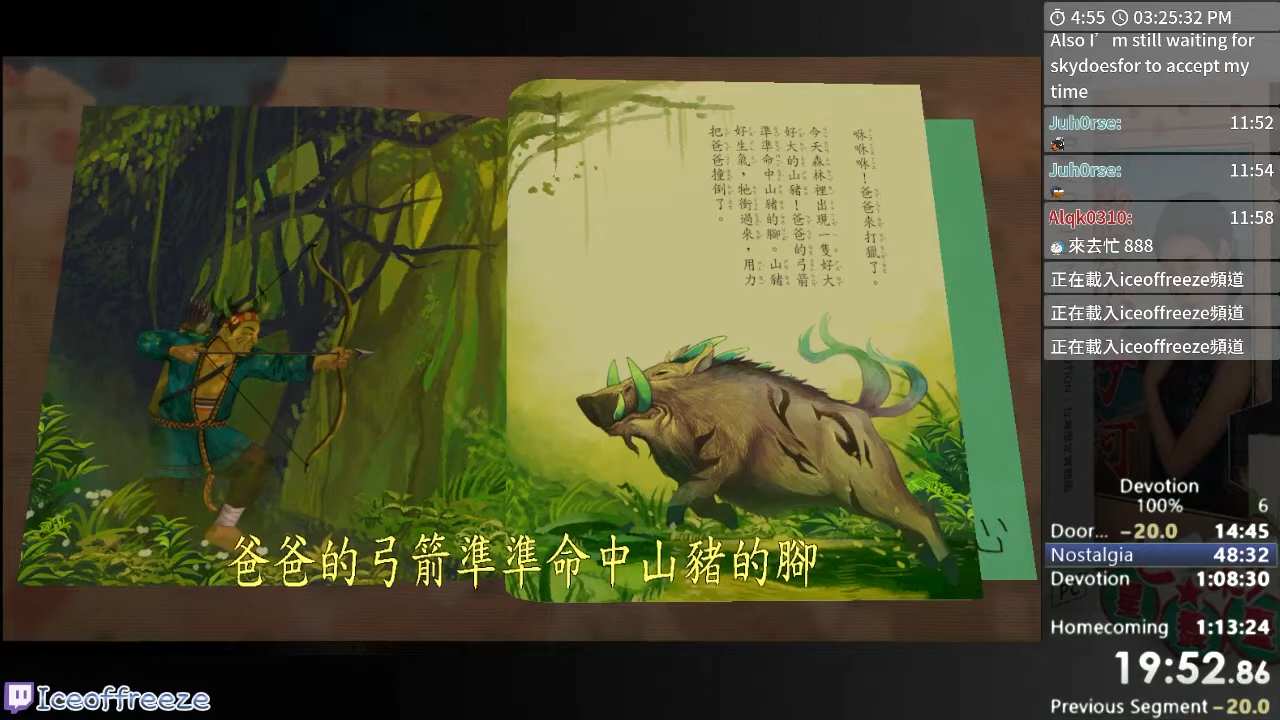 咻咻咻！爸爸來打獵了。
今天森林裡出現一隻好大
好大的山豬！爸爸的弓箭
準準命中山豬的腳。山豬
好生氣，牠衝過來，用力
把爸爸撞倒了。
爸爸的弓箭準準命中山豬的腳
Iceoffreeze
4:55 03:25:32 PM
Also I’m still waiting for
skydoesfor to accept my
time
Juh0rse: 11:52
Juh0rse: 11:54
Alqk0310: 11:58
來去忙 888
正在載入iceoffreeze頻道
正在載入iceoffreeze頻道
正在載入iceoffreeze頻道
Devotion
100% 6
Door... −20.0 14:45
Nostalgia 48:32
Devotion 1:08:30
Homecoming 1:13:24
19:52.86
Previous Segment −20.0